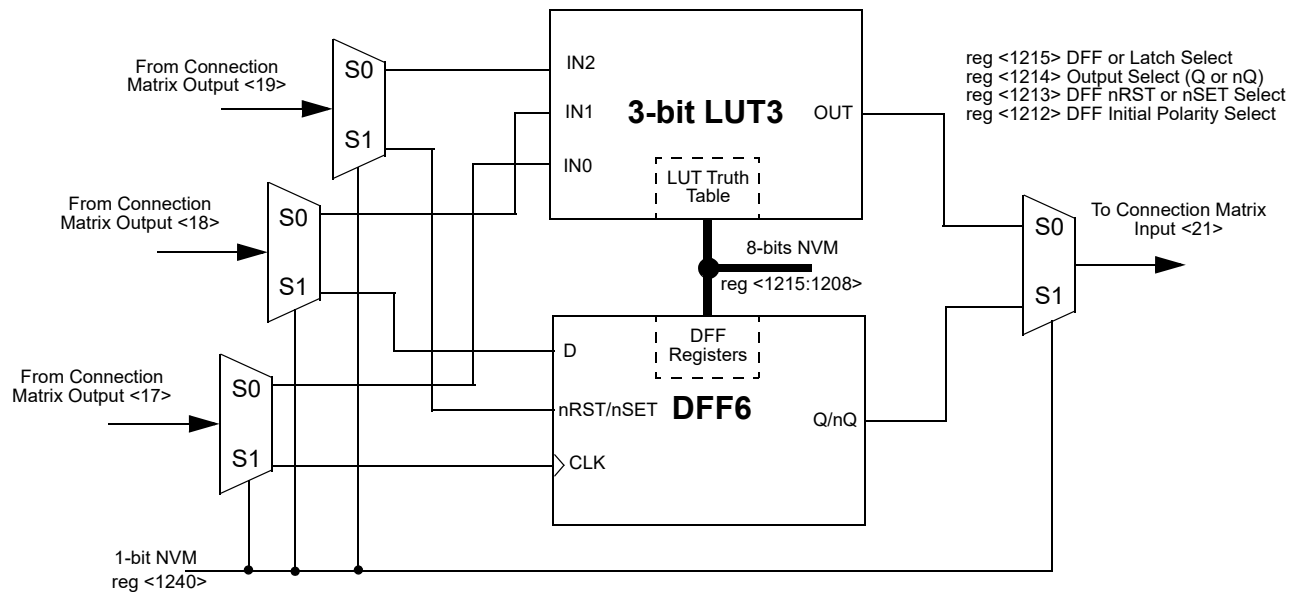 From Connection
Matrix Output <19>
S0
S1
From Connection
Matrix Output <18>
S0
S1
From Connection
Matrix Output <17>
S0
S1
1-bit NVM
reg <1240>
IN2
IN1
IN0
3-bit LUT3
OUT
LUT Truth
Table
8-bits NVM
reg <1215:1208>
DFF
Registers
D
nRST/nSET
CLK
DFF6
Q/nQ
reg <1215> DFF or Latch Select
reg <1214> Output Select (Q or nQ)
reg <1213> DFF nRST or nSET Select
reg <1212> DFF Initial Polarity Select
S0
S1
To Connection Matrix
Input <21>